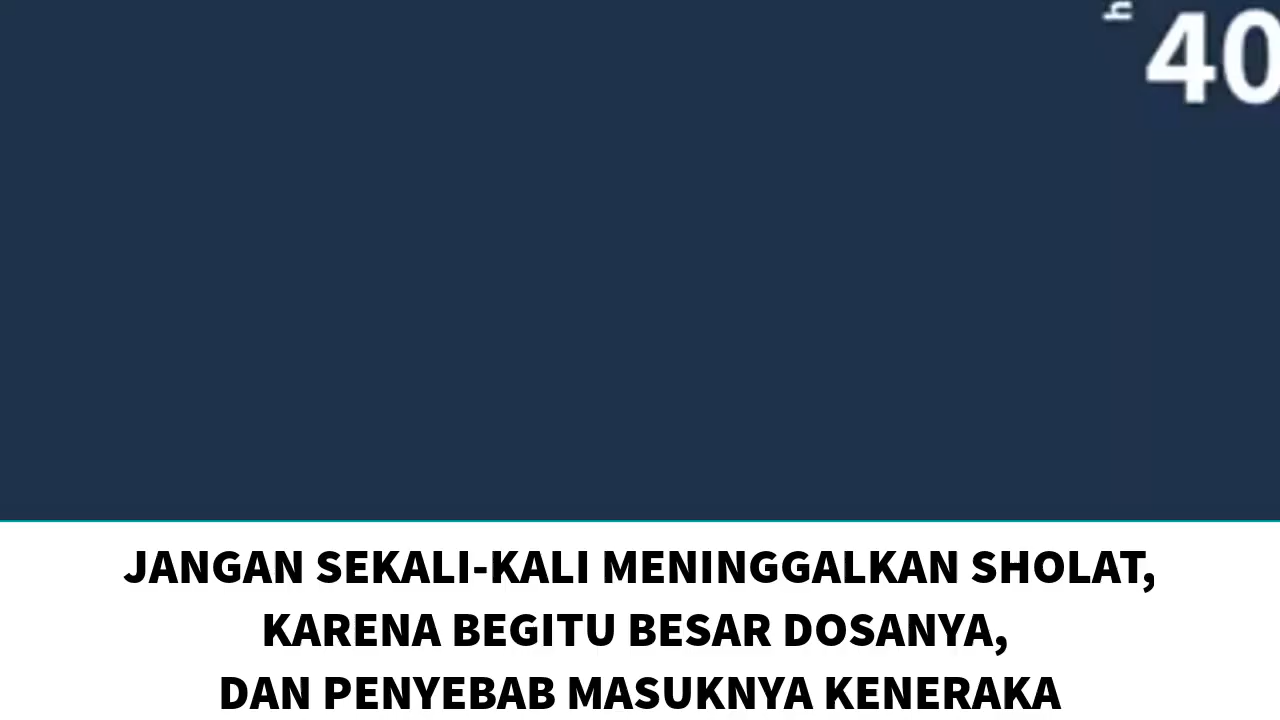 h
40
JANGAN SEKALI-KALI MENINGGALKAN SHOLAT,
KARENA BEGITU BESAR DOSANYA,
DAN PENYEBAB MASUKNYA KENERAKA